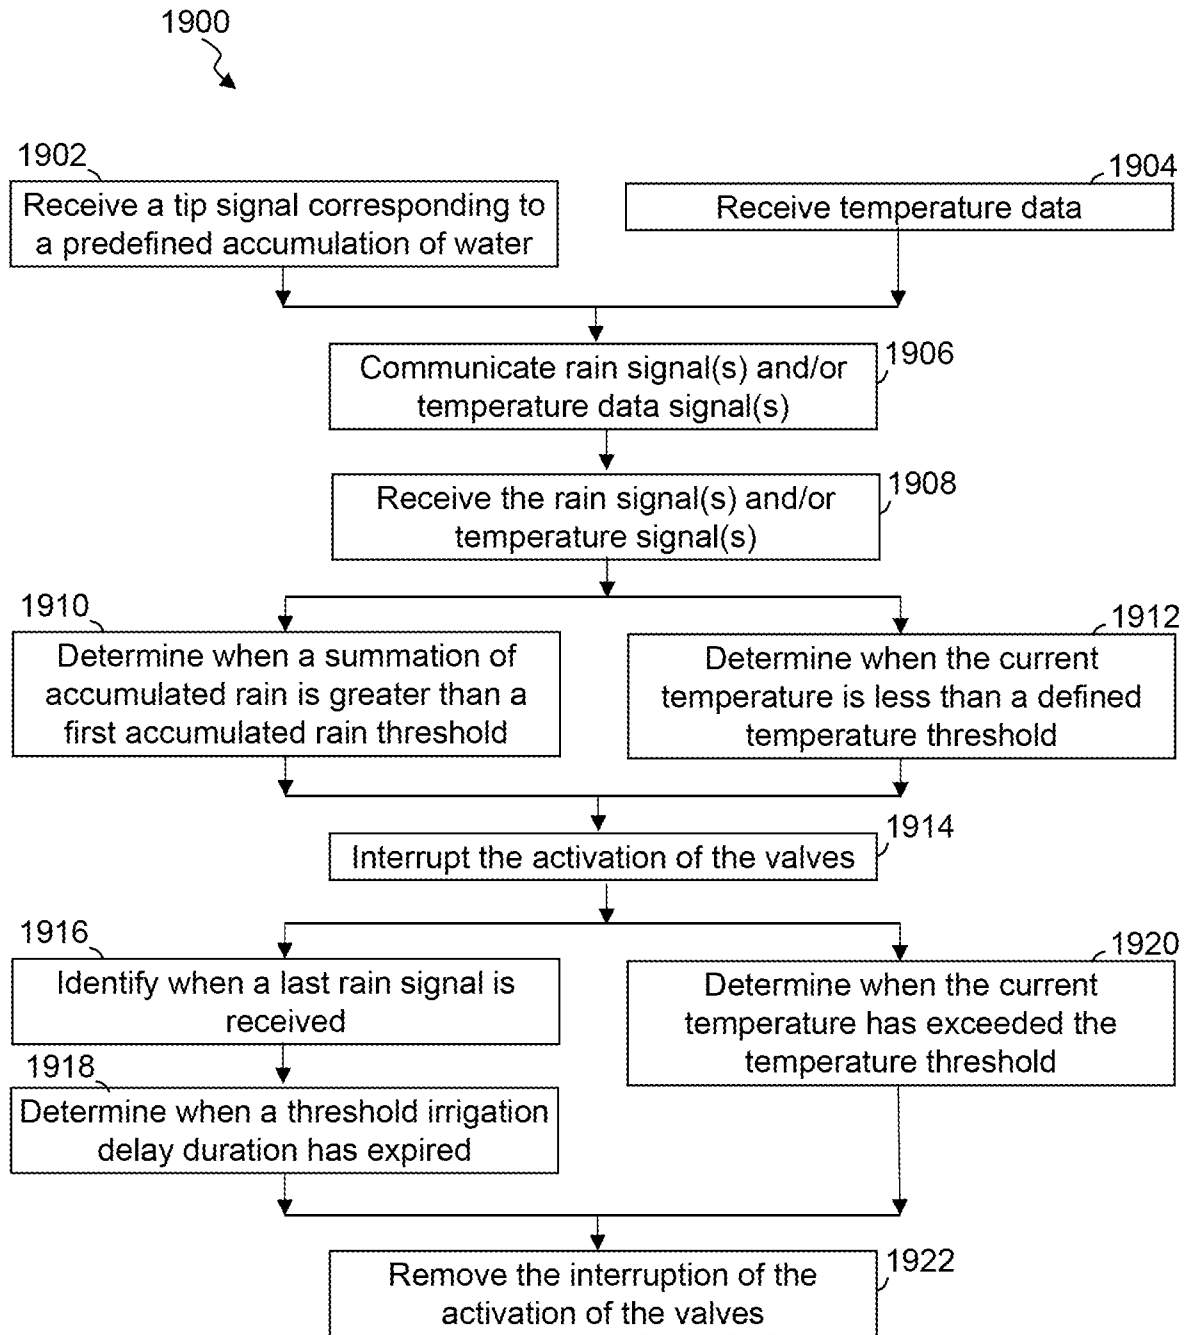 1900
1902
Receive a tip signal corresponding to
a predefined accumulation of water
1904
Receive temperature data
Communicate rain signal(s) and/or
temperature data signal(s)
1906
Receive the rain signal(s) and/or
temperature signal(s)
1908
1910
Determine when a summation of
accumulated rain is greater than a
first accumulated rain threshold
1912
Determine when the current
temperature is less than a defined
temperature threshold
Interrupt the activation of the valves
1914
1916
Identify when a last rain signal is
received
1918
Determine when a threshold irrigation
delay duration has expired
1920
Determine when the current
temperature has exceeded the
temperature threshold
Remove the interruption of the
activation of the valves
1922